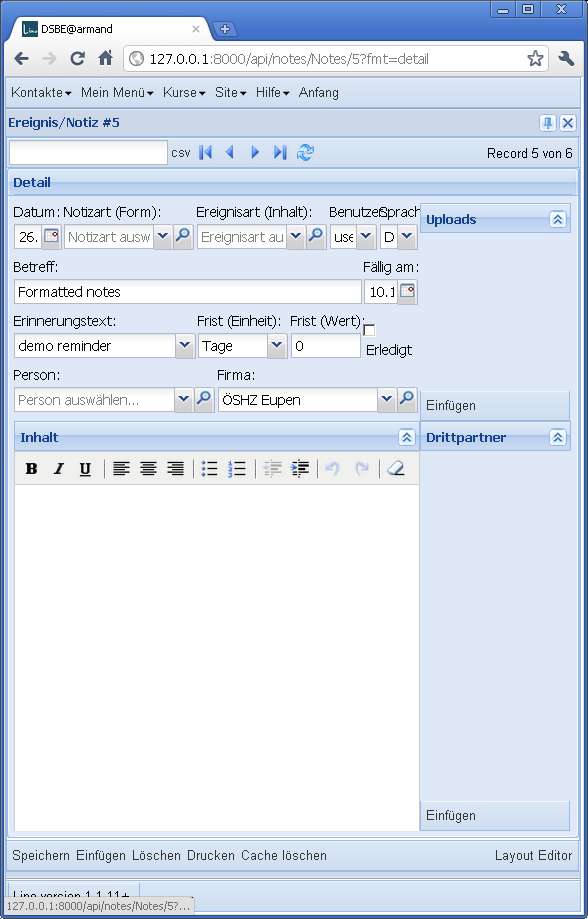 DSBE@armand
127.0.0.1:8000/api/notes/Notes/5?fmt=detail
Kontakte Mein Menü Kurse Site Hilfe Anfang
Ereignis/Notiz #5
csv Record 5 von 6
Detail
Datum: Notizart (Form): Ereignisart (Inhalt): Benutzer: Sprach
Uploads
26. Notizart ausw Ereignisart au use D
Betreff: Fällig am:
Formatted notes 10.1
Erinnerungstext: Frist (Einheit): Frist (Wert):
demo reminder Tage 0 Erledigt
Person: Firma:
Person auswählen... ÖSHZ Eupen
Einfügen
Inhalt Drittpartner
B I U
Einfügen
Speichern Einfügen Löschen Drucken Cache löschen Layout Editor
Lino version 1.1.11+
127.0.0.1:8000/api/notes/Notes/5?...